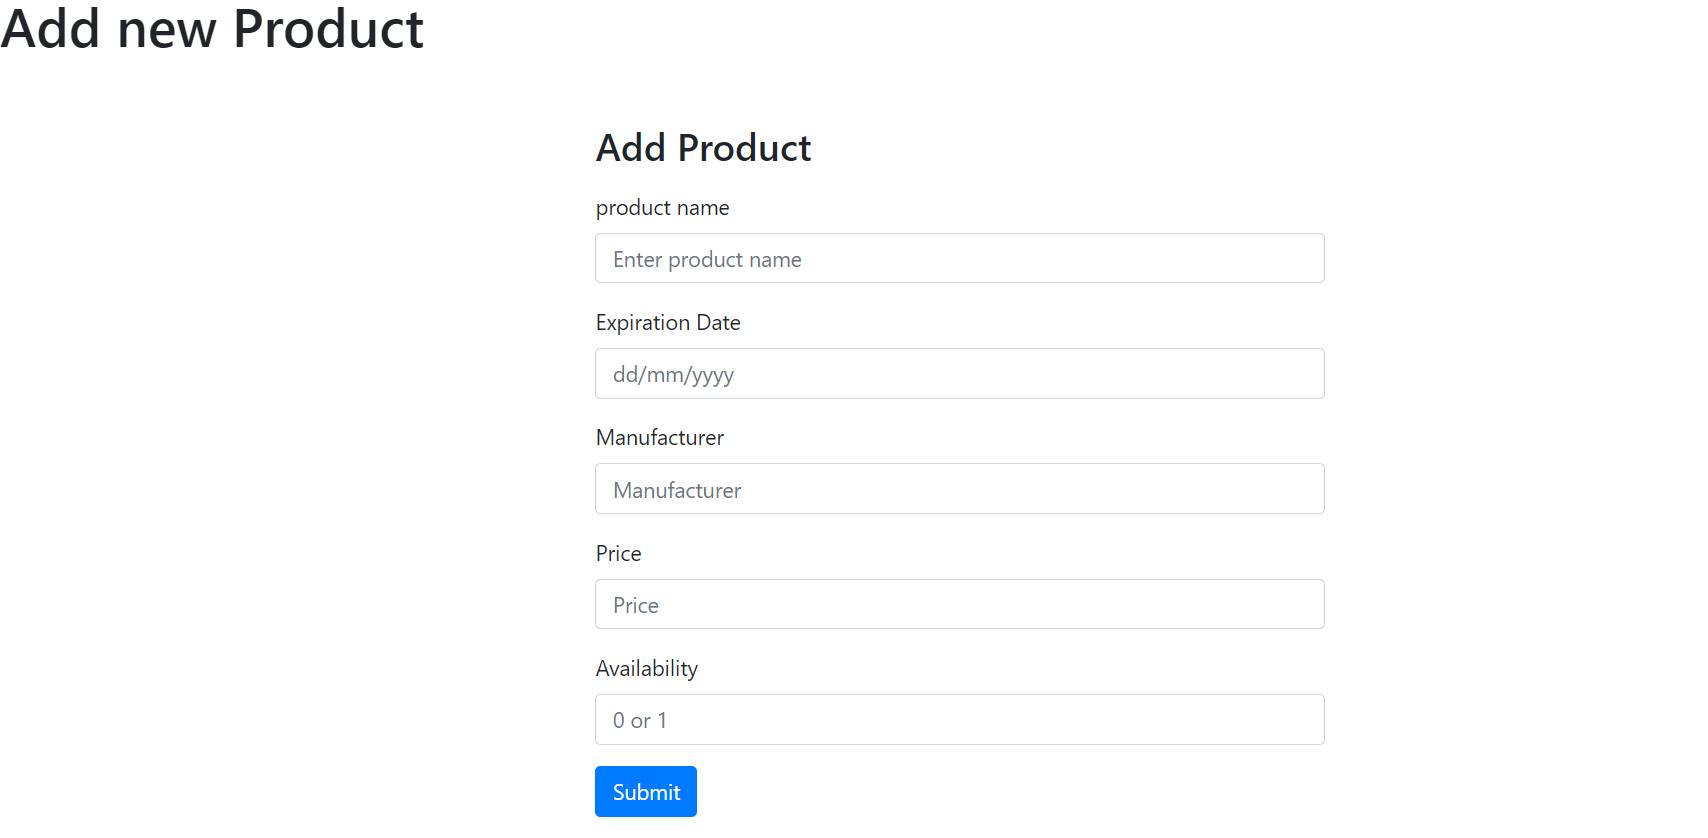 Add new Product
Add Product
product name
Enter product name
Expiration Date
dd/mm/yyyy
Manufacturer
Manufacturer
Price
Price
Availability
0 or 1
Submit